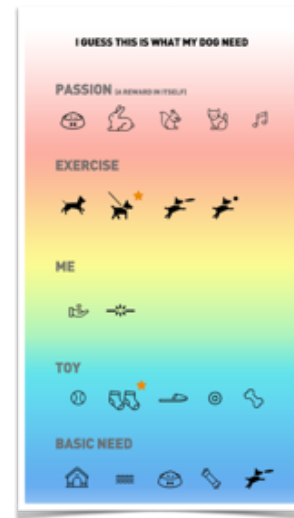 I GUESS THIS IS WHAT MY DOG NEED
PASSION (A REWARD IN ITSELF)
EXERCISE
ME
TOY
BASIC NEED